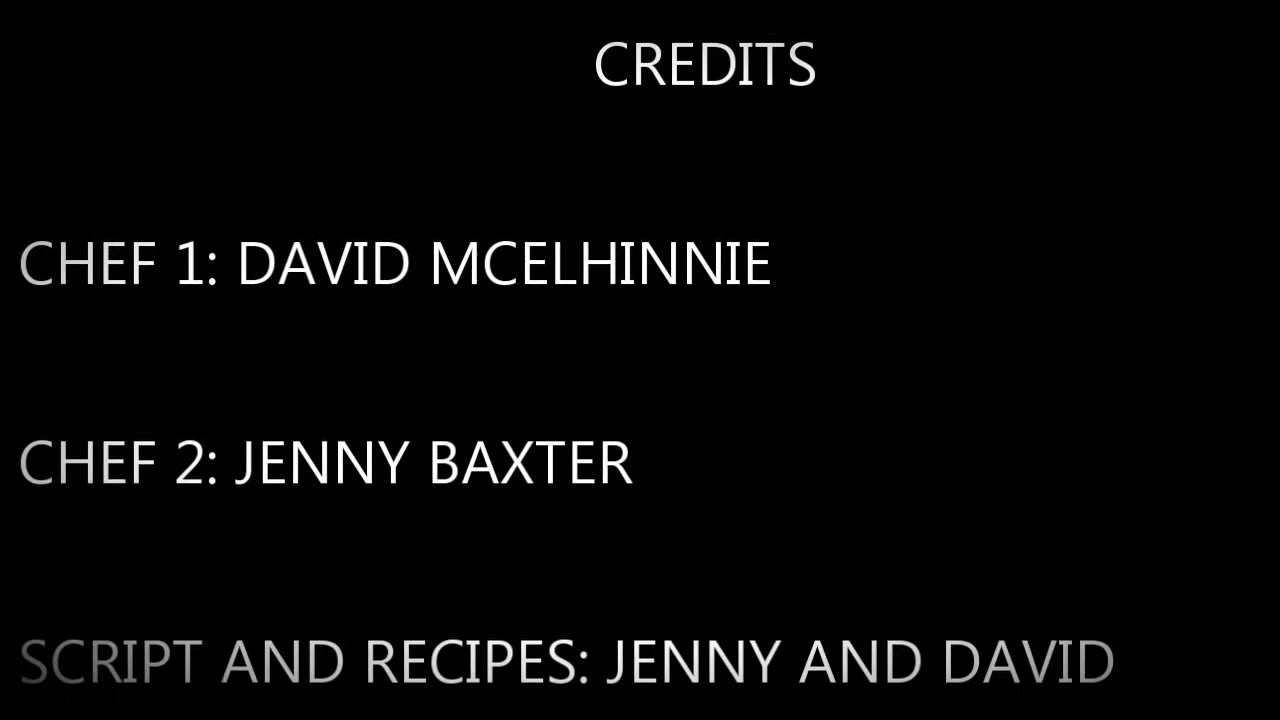 CREDITS
CHEF 1: DAVID MCELHINNIE
CHEF 2: JENNY BAXTER
SCRIPT AND RECIPES: JENNY AND DAVID